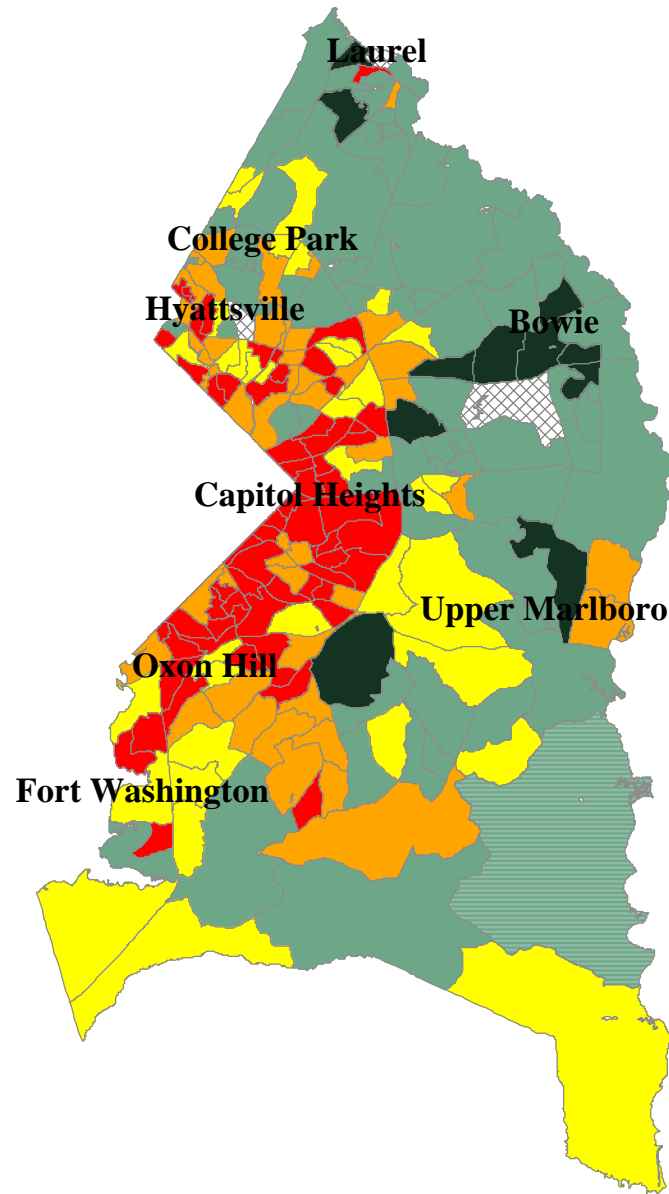 Laurel
College Park
Hyattsville
Bowie
Capitol Heights
Upper Marlboro
Oxon Hill
Fort Washington